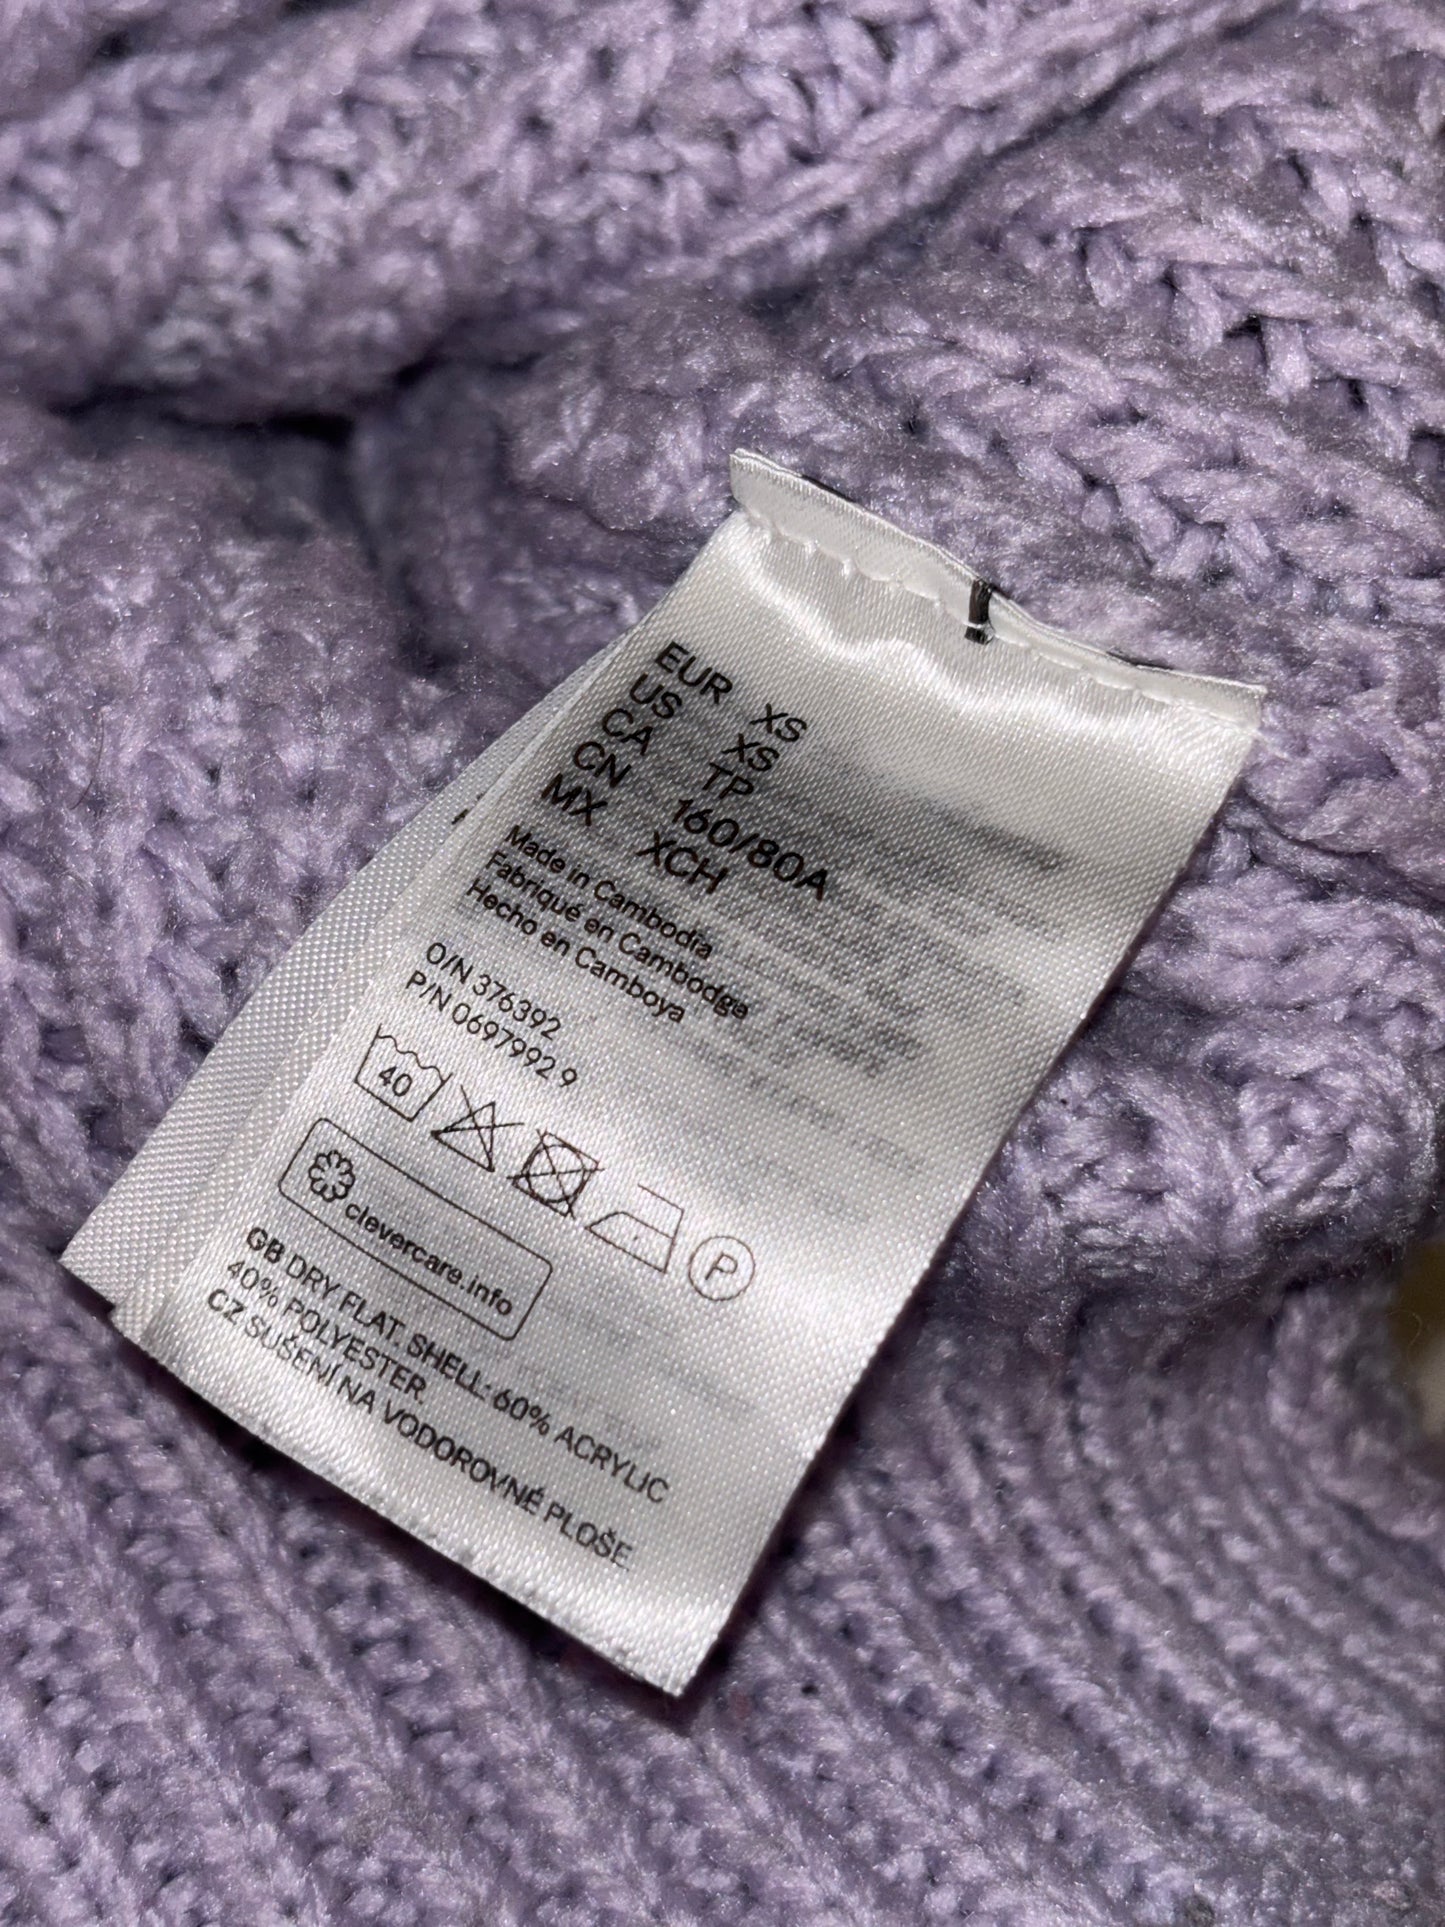 EUR XS
US XS
CA TP
CN 160/80A
MX XCH
Made in Cambodia
Fabriqué en Cambodge
Hecho en Camboya
O/N 376392
P/N 0697992 9
40
P
clevercare.info
GB DRY FLAT. SHELL: 60% ACRYLIC
40% POLYESTER.
CZ SUŠENÍ NA VODOROVNÉ PLOŠE